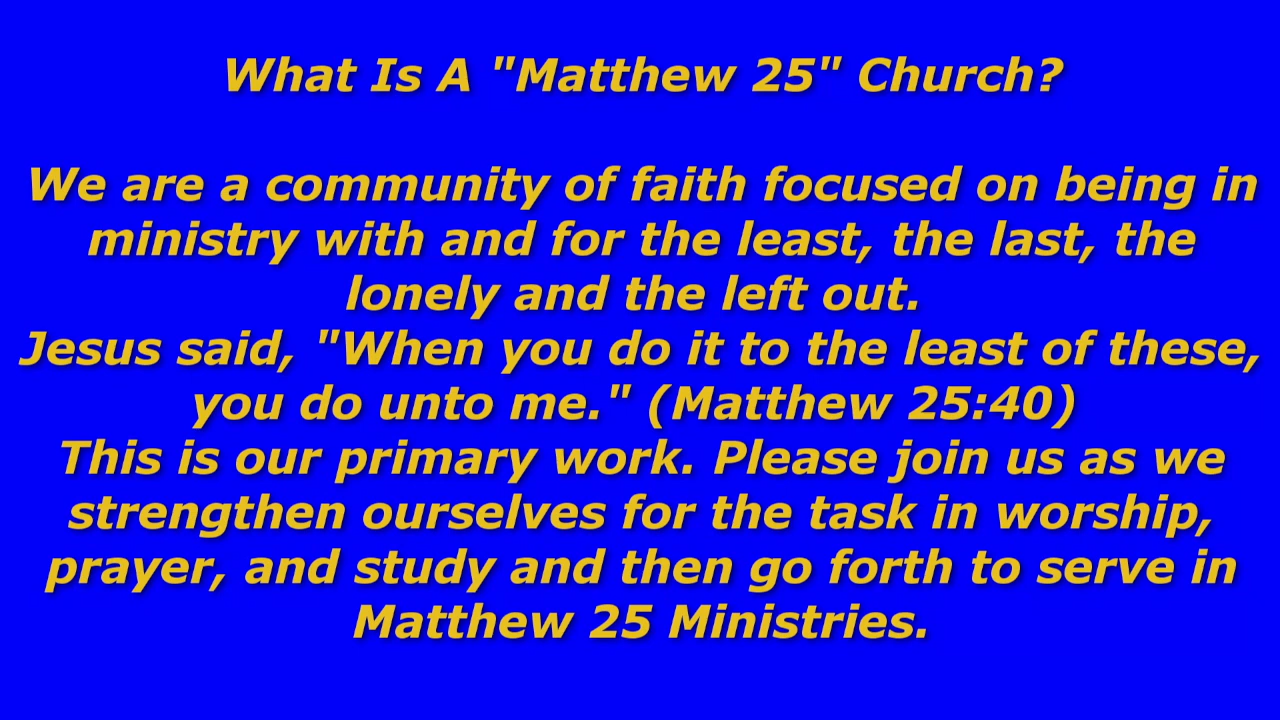 What Is A "Matthew 25" Church?
We are a community of faith focused on being in
ministry with and for the least, the last, the
lonely and the left out.
Jesus said, "When you do it to the least of these,
you do unto me." (Matthew 25:40)
This is our primary work. Please join us as we
strengthen ourselves for the task in worship,
prayer, and study and then go forth to serve in
Matthew 25 Ministries.